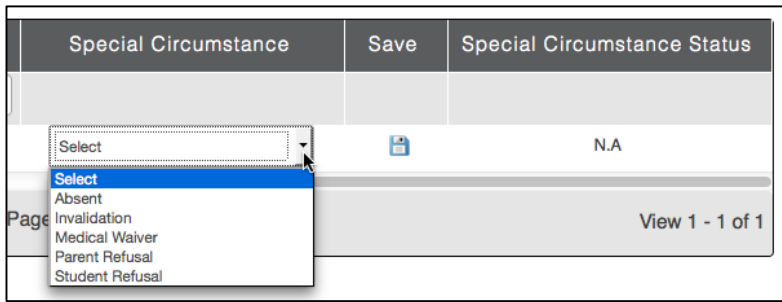 Special Circumstance Save Special Circumstance Status
Select N.A
Select
Absent
Page Invalidation View 1 - 1 of 1
Medical Waiver
Parent Refusal
Student Refusal